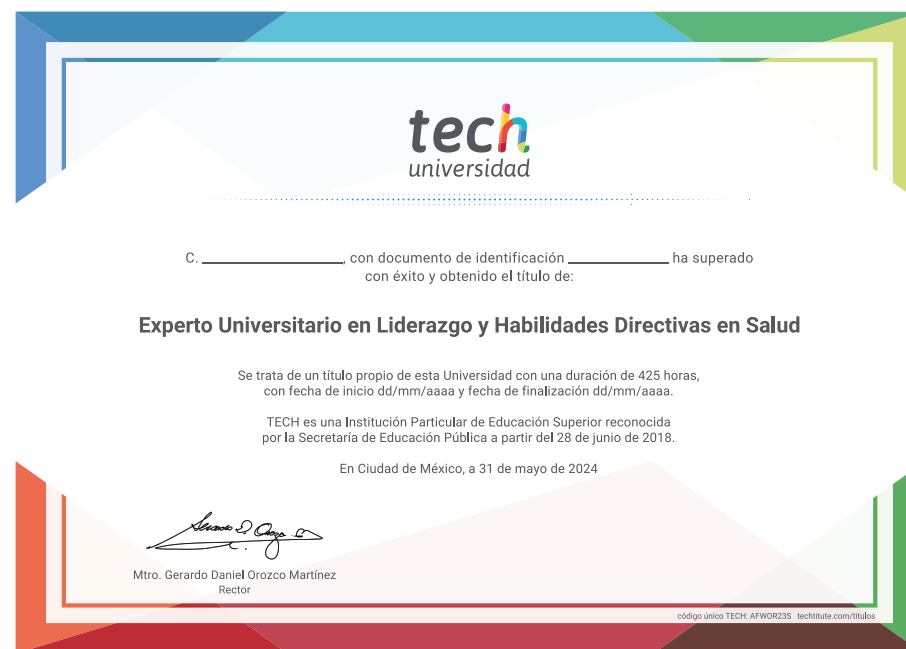 tech
universidad
C. ____________, con documento de identificación ____________ ha superado
con éxito y obtenido el título de:
Experto Universitario en Liderazgo y Habilidades Directivas en Salud
Se trata de un título propio de esta Universidad con una duración de 425 horas,
con fecha de inicio dd/mm/aaaa y fecha de finalización dd/mm/aaaa.
TECH es una Institución Particular de Educación Superior reconocida
por la Secretaría de Educación Pública a partir del 28 de junio de 2018.
En Ciudad de México, a 31 de mayo de 2024
Mtro. Gerardo Daniel Orozco Martínez
Rector
código único TECH: AFWOR23S techtitute.com/titulos